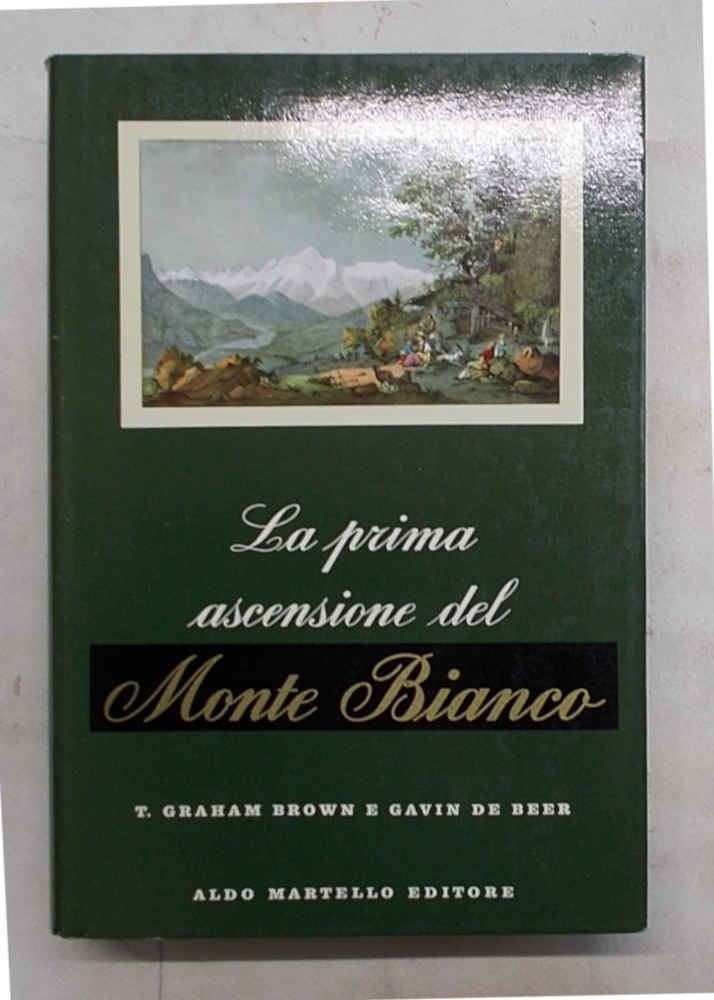 La prima
ascensione del
Monte Bianco
T. GRAHAM BROWN E GAVIN DE BEER
ALDO MARTELLO EDITORE